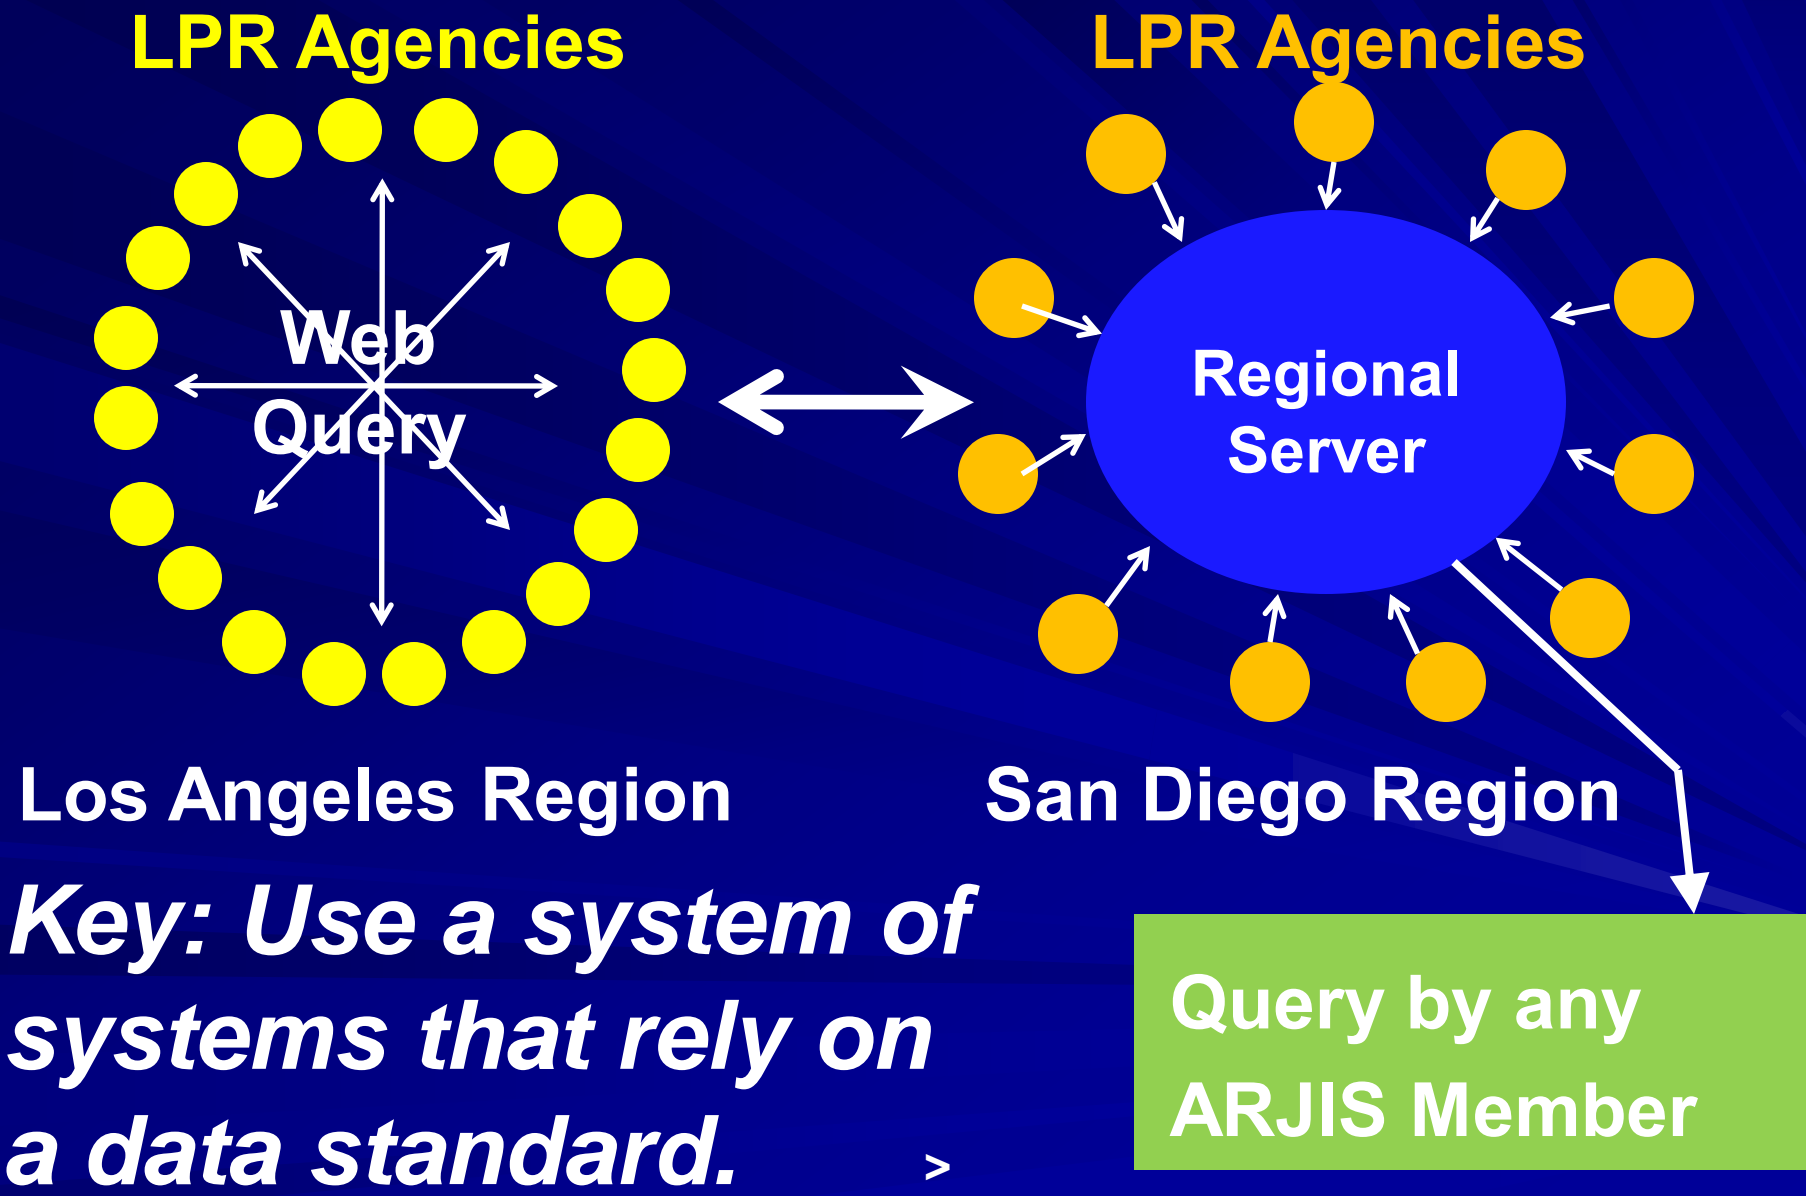 LPR Agencies
LPR Agencies
Web
Query
Regional
Server
Los Angeles Region
San Diego Region
Key: Use a system of
systems that rely on
a data standard.
>
Query by any
ARJIS Member